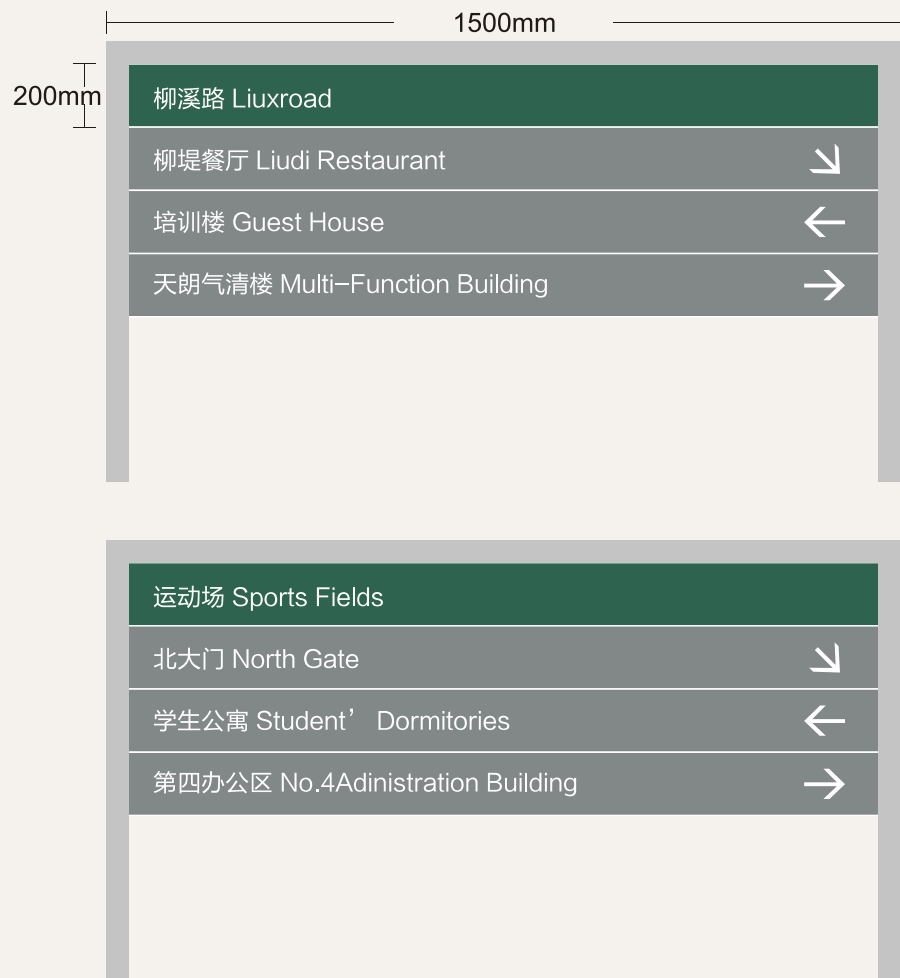 1500mm
200mm
柳溪路 Liuxroad
柳堤餐厅 Liudi Restaurant
培训楼 Guest House
天朗气清楼 Multi-Function Building
运动场 Sports Fields
北大门 North Gate
学生公寓 Student’ Dormitories
第四办公区 No.4Adinistration Building